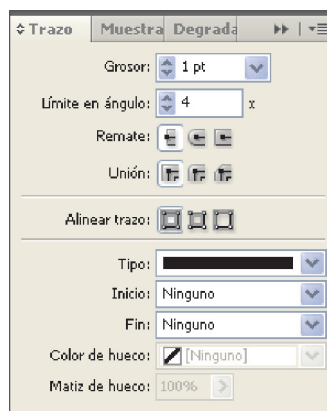 Trazo Muestra Degrada
Grosor: 1 pt
Límite en ángulo: 4 x
Remate:
Unión:
Alinear trazo:
Tipo:
Inicio: Ninguno
Fin: Ninguno
Color de hueco: [Ninguno]
Matiz de hueco: 100%